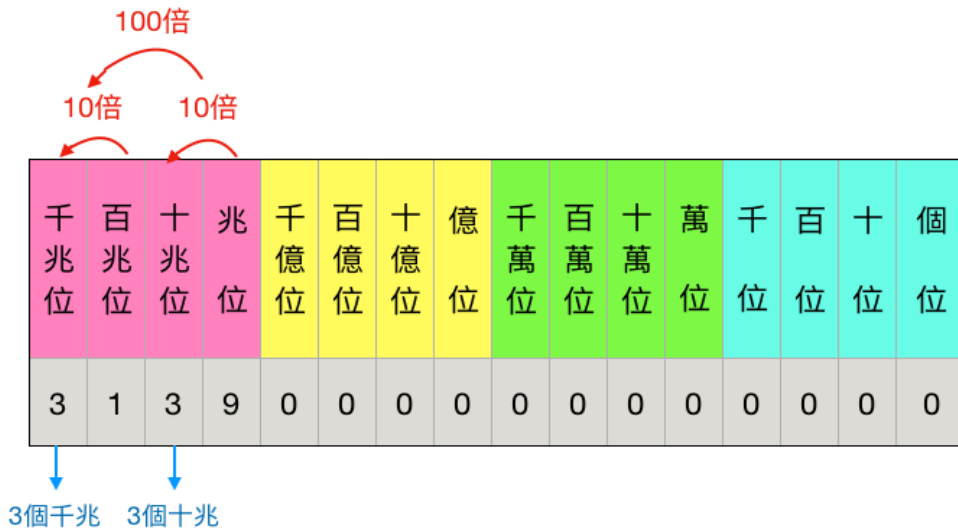 100倍
10倍 10倍
千兆位 百兆位 十兆位 兆位 千億位 百億位 十億位 億位 千萬位 百萬位 十萬位 萬位 千位 百位 十位 個位
3 1 3 9 0 0 0 0 0 0 0 0 0 0 0 0
3個千兆 3個十兆